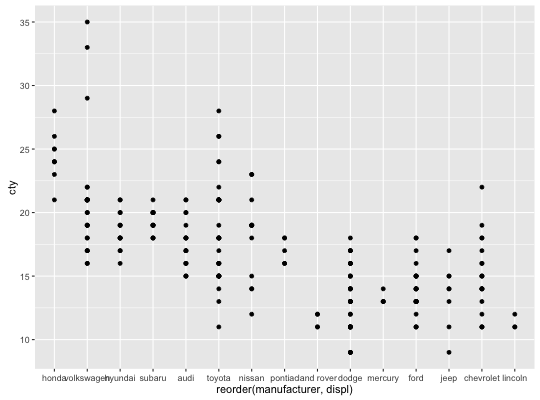 cty
35
30
25
20
15
10
honda volkswagen hyundai subaru audi toyota nissan pontiac land rover dodge mercury ford jeep chevrolet lincoln
reorder(manufacturer, displ)